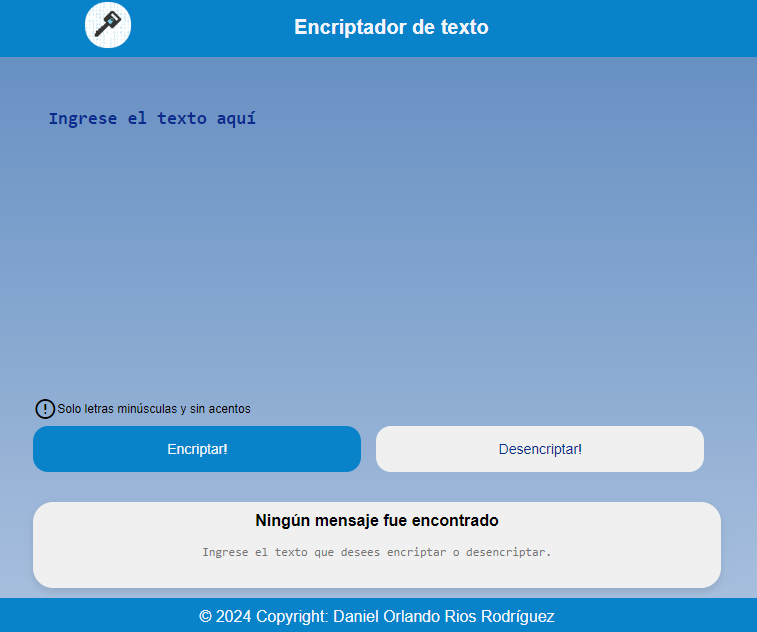 Encriptador de texto
Ingrese el texto aquí
Solo letras minúsculas y sin acentos
Encriptar!
Desencriptar!
Ningún mensaje fue encontrado
Ingrese el texto que desees encriptar o desencriptar.
© 2024 Copyright: Daniel Orlando Rios Rodríguez